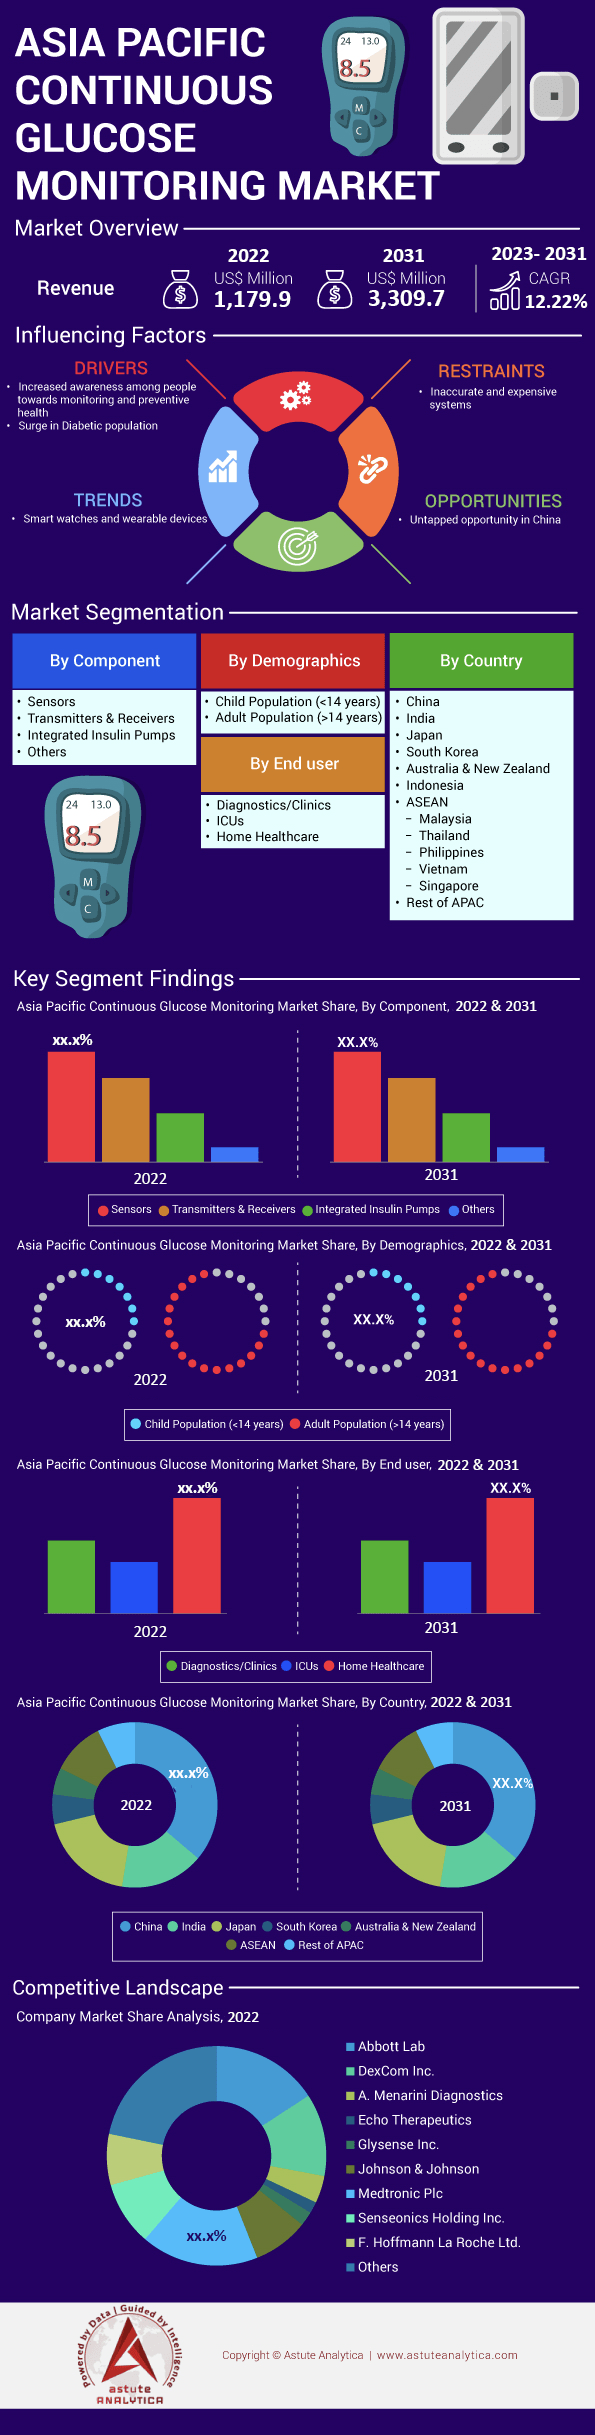 ASIA PACIFIC
CONTINUOUS
GLUCOSE
MONITORING MARKET
24 13.0
8.5
M
C
Market Overview
Revenue
2022
US$ Million
1,179.9
2031
US$ Million
3,309.7
2023- 2031
CAGR
12.22%
Influencing Factors
DRIVERS
• Increased awareness among people
towards monitoring and preventive
health
• Surge in Diabetic population
RESTRAINTS
• Inaccurate and expensive
systems
TRENDS
• Smart watches and wearable devices
OPPORTUNITIES
• Untapped opportunity in China
Market Segmentation
By Component
• Sensors
• Transmitters & Receivers
• Integrated Insulin Pumps
• Others
24 13.0
8.5
M
C
By Demographics
• Child Population (<14 years)
• Adult Population (>14 years)
By End user
• Diagnostics/Clinics
• ICUs
• Home Healthcare
By Country
• China
• India
• Japan
• South Korea
• Australia & New Zealand
• Indonesia
• ASEAN
– Malaysia
– Thailand
– Philippines
– Vietnam
– Singapore
• Rest of APAC
Key Segment Findings
Asia Pacific Continuous Glucose Monitoring Market Share, By Component, 2022 & 2031
xx.x%
XX.X%
2022
2031
Sensors Transmitters & Receivers Integrated Insulin Pumps Others
Asia Pacific Continuous Glucose Monitoring Market Share, By Demographics, 2022 & 2031
xx.x%
XX.X%
2022
2031
Child Population (<14 years) Adult Population (>14 years)
Asia Pacific Continuous Glucose Monitoring Market Share, By End user, 2022 & 2031
xx.x%
XX.X%
2022
2031
Diagnostics/Clinics ICUs Home Healthcare
Asia Pacific Continuous Glucose Monitoring Market Share, By Country, 2022 & 2031
xx.x%
2022
XX.X%
2031
China India Japan South Korea Australia & New Zealand
ASEAN Rest of APAC
Competitive Landscape
Company Market Share Analysis, 2022
xx.x%
Abbott Lab
DexCom Inc.
A. Menarini Diagnostics
Echo Therapeutics
Glysense Inc.
Johnson & Johnson
Medtronic Plc
Senseonics Holding Inc.
F. Hoffmann La Roche Ltd.
Others
Powered by Data | Guided by Intelligence
astute
ANALYTICA
Copyright © Astute Analytica | www.astuteanalytica.com